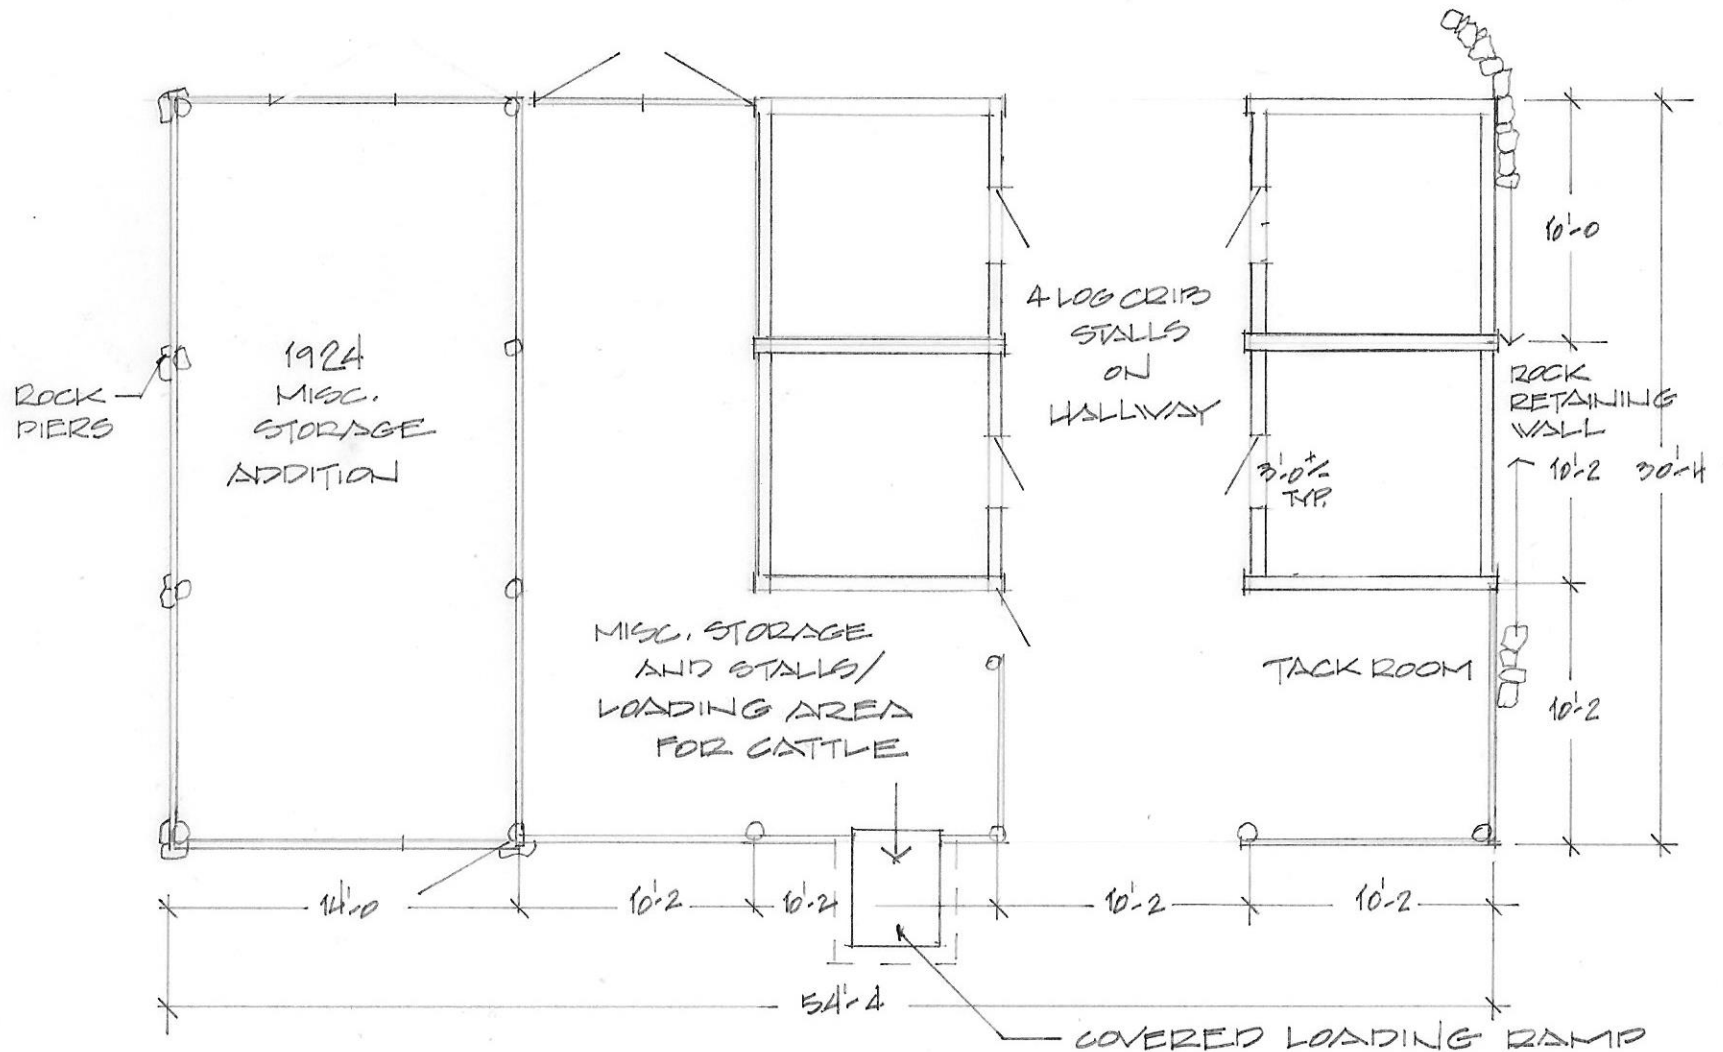 4 LOG CRIB
STALLS
ON
HALLWAY
1924
MISC.
STORAGE
ADDITION
ROCK
PIERS
ROCK
RETAINING
WALL
10'-0
10'-2
30'-4
3'-0" ±
TYP.
MISC. STORAGE
AND STALLS/
LOADING AREA
FOR CATTLE
TACK ROOM
10'-2
14'-0
10'-2
10'-2
10'-2
10'-2
54'-4
COVERED LOADING RAMP